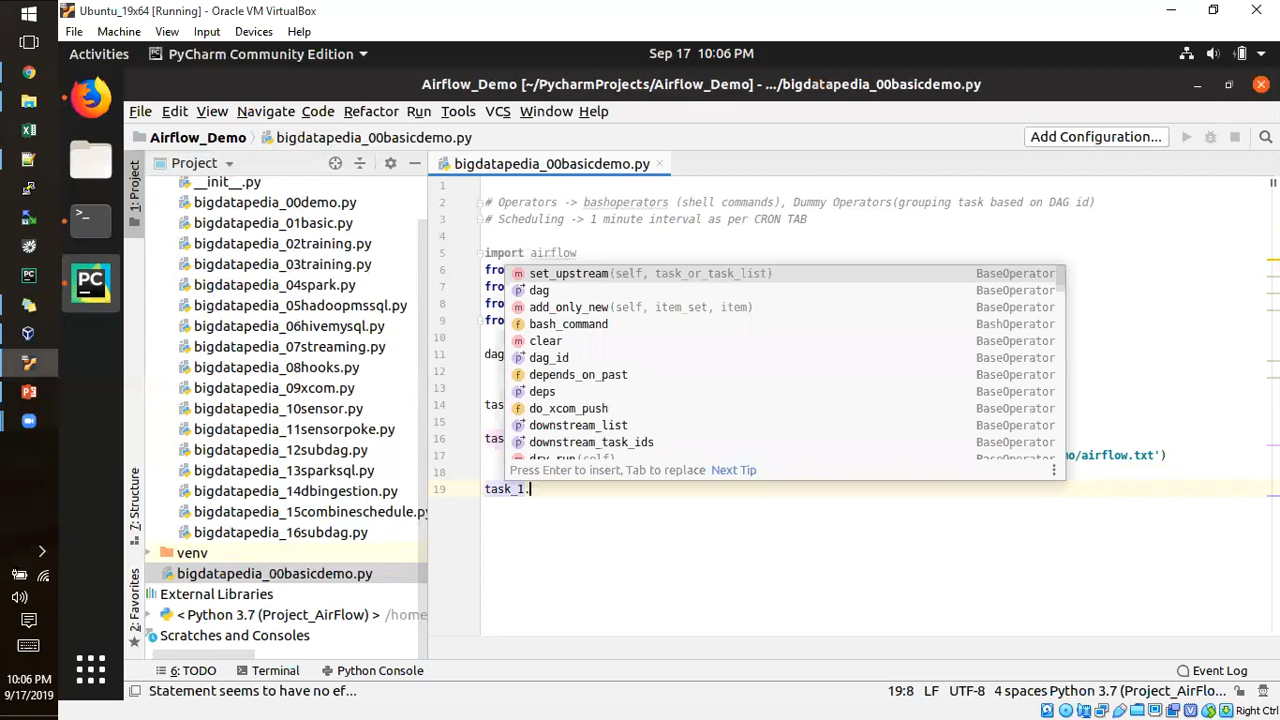 Ubuntu_19x64 [Running] - Oracle VM VirtualBox
File Machine View Input Devices Help
Activities PyCharm Community Edition Sep 17 10:06 PM
Airflow_Demo [~/PycharmProjects/Airflow_Demo] - .../bigdatapedia_00basicdemo.py
File Edit View Navigate Code Refactor Run Tools VCS Window Help
Airflow_Demo bigdatapedia_00basicdemo.py Add Configuration...
1: Project
Project
__init__.py
bigdatapedia_00demo.py
bigdatapedia_01basic.py
bigdatapedia_02training.py
bigdatapedia_03training.py
bigdatapedia_04spark.py
bigdatapedia_05hadoopmssql.py
bigdatapedia_06hivemysql.py
bigdatapedia_07streaming.py
bigdatapedia_08hooks.py
bigdatapedia_09xcom.py
bigdatapedia_10sensor.py
bigdatapedia_11sensorpoke.py
bigdatapedia_12subdag.py
bigdatapedia_13sparksql.py
bigdatapedia_14dbingestion.py
bigdatapedia_15combineschedule.py
bigdatapedia_16subdag.py
venv
bigdatapedia_00basicdemo.py
External Libraries
< Python 3.7 (Project_AirFlow) > /home
Scratches and Consoles
7: Structure
2: Favorites
bigdatapedia_00basicdemo.py
1
2 # Operators -> bashoperators (shell commands), Dummy Operators(grouping task based on DAG id)
3 # Scheduling -> 1 minute interval as per CRON TAB
4
5 import airflow
6 fro
7 fro
8 fro
9 fro
10
11 dag
12
14 tas
15
16 tas
17 mo/airflow.txt')
18
19 task_1.
set_upstream(self, task_or_task_list) BaseOperator
dag BaseOperator
add_only_new(self, item_set, item) BaseOperator
bash_command BashOperator
clear BaseOperator
dag_id BaseOperator
depends_on_past BaseOperator
deps BaseOperator
do_xcom_push BaseOperator
downstream_list BaseOperator
downstream_task_ids BaseOperator
dry_run(self) BaseOperator
Press Enter to insert, Tab to replace Next Tip
6: TODO Terminal Python Console Event Log
Statement seems to have no ef... 19:8 LF UTF-8 4 spaces Python 3.7 (Project_AirFlo...
Right Ctrl
10:06 PM
9/17/2019